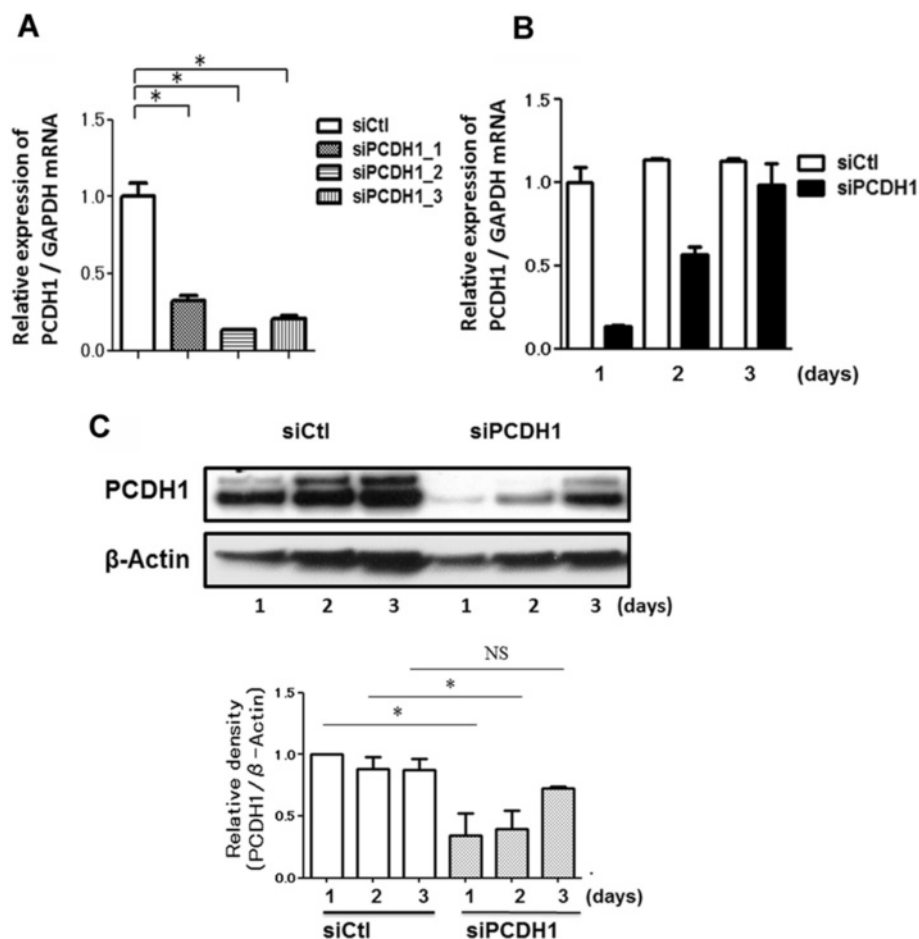 A
*
*
*
Relative expression of
PCDH1 / GAPDH mRNA
1.5
1.0
0.5
0.0
siCtl
siPCDH1_1
siPCDH1_2
siPCDH1_3
B
Relative expression of
PCDH1 / GAPDH mRNA
1.5
1.0
0.5
0.0
1 2 3 (days)
siCtl
siPCDH1
C
siCtl siPCDH1
PCDH1
β-Actin
1 2 3 1 2 3 (days)
NS
*
*
Relative density
(PCDH1/β-Actin)
1.5
1.0
0.5
0.0
1 2 3 1 2 3 (days)
siCtl siPCDH1